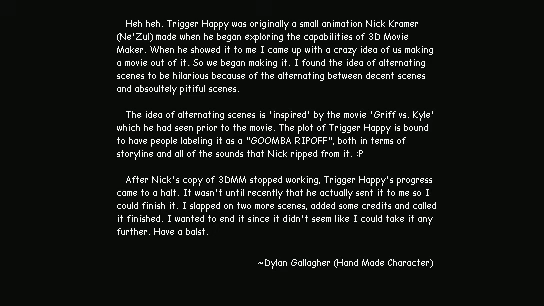 Heh heh. Trigger Happy was originally a small animation Nick Kramer
(Ne'Zul) made when he began exploring the capabilities of 3D Movie
Maker. When he showed it to me I came up with a crazy idea of us making
a movie out of it. So we began making it. I found the idea of alternating
scenes to be hilarious because of the alternating between decent scenes
and absoultely pitiful scenes.
The idea of alternating scenes is 'inspired' by the movie 'Griff vs. Kyle'
which he had seen prior to the movie. The plot of Trigger Happy is bound
to have people labeling it as a "GOOMBA RIPOFF", both in terms of
storyline and all of the sounds that Nick ripped from it. :P
After Nick's copy of 3DMM stopped working, Trigger Happy's progress
came to a halt. It wasn't until recently that he actually sent it to me so I
could finish it. I slapped on two more scenes, added some credits and called
it finished. I wanted to end it since it didn't seem like I could take it any
further. Have a balst.
~Dylan Gallagher (Hand Made Character)